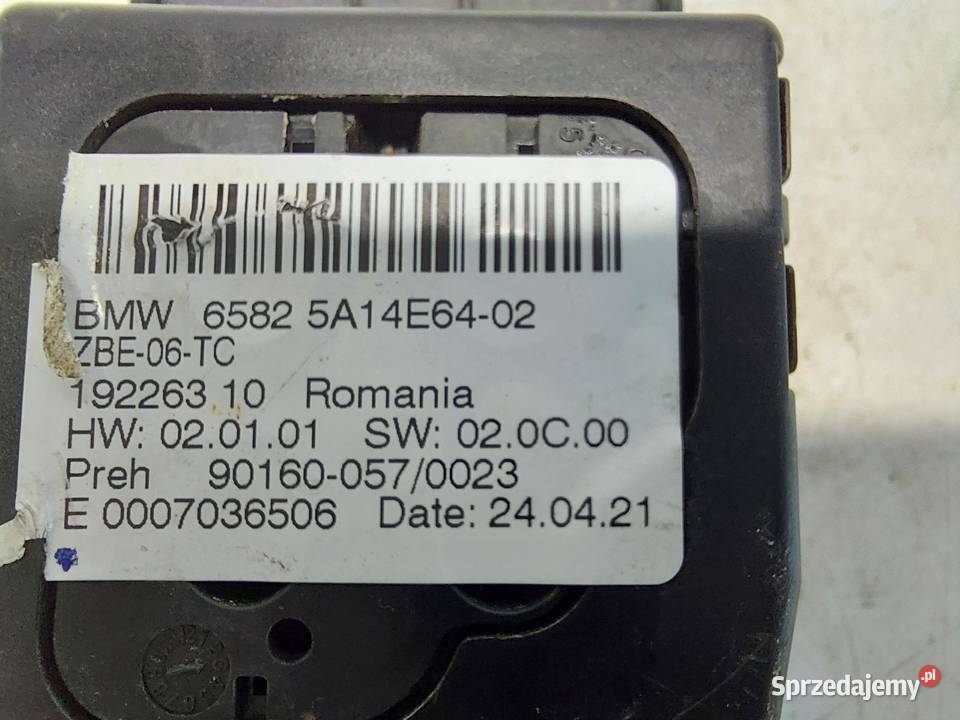 BMW 6582 5A14E64-02
ZBE-06-TC
192263 10 Romania
HW: 02.01.01 SW: 02.0C.00
Preh 90160-057/0023
E 0007036506 Date: 24.04.21
Sprzedajemy.pl